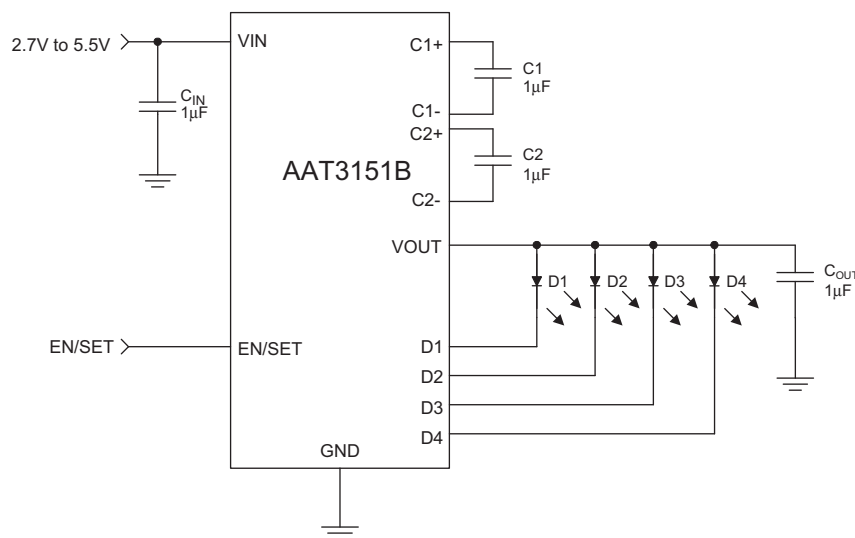 2.7V to 5.5V
VIN
C1+
C1
1µF
C1-
CIN
1µF
C2+
C2
1µF
C2-
AAT3151B
VOUT
D1
D2
D3
D4
COUT
1µF
EN/SET
EN/SET
D1
D2
D3
D4
GND